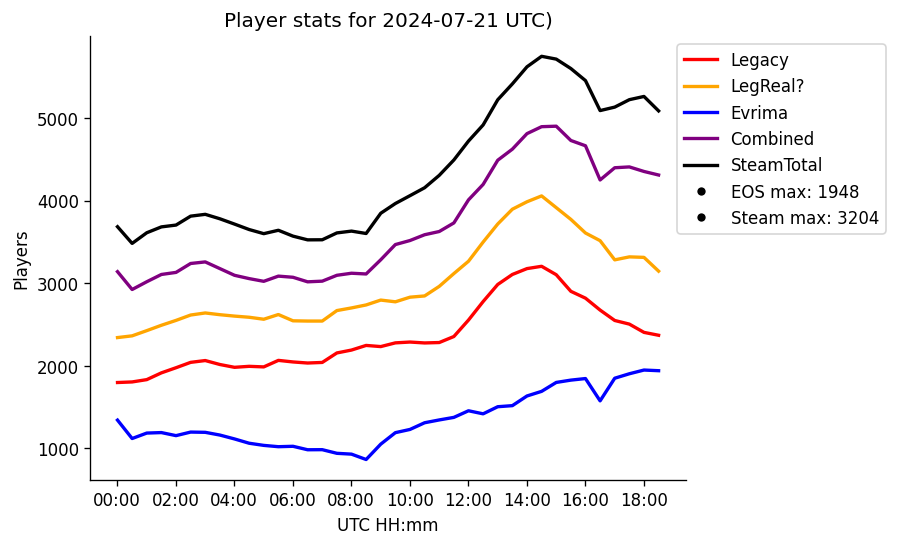 Player stats for 2024-07-21 UTC)
Legacy
LegReal?
Evrima
Combined
SteamTotal
EOS max: 1948
Steam max: 3204
Players
5000
4000
3000
2000
1000
00:00 02:00 04:00 06:00 08:00 10:00 12:00 14:00 16:00 18:00
UTC HH:mm